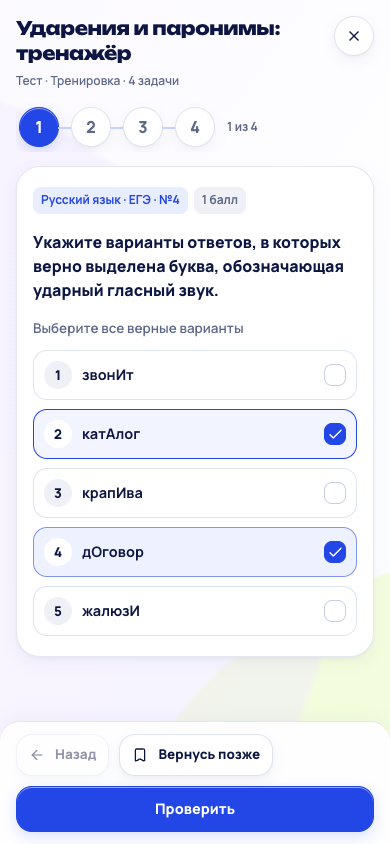 Ударения и паронимы:
тренажёр
Тест · Тренировка · 4 задачи
1 2 3 4 1 из 4
Русский язык · ЕГЭ · №4 1 балл
Укажите варианты ответов, в которых
верно выделена буква, обозначающая
ударный гласный звук.
Выберите все верные варианты
1 звонИт
2 катАлог
3 крапИва
4 дОговор
5 жалюзИ
Назад Вернусь позже
Проверить